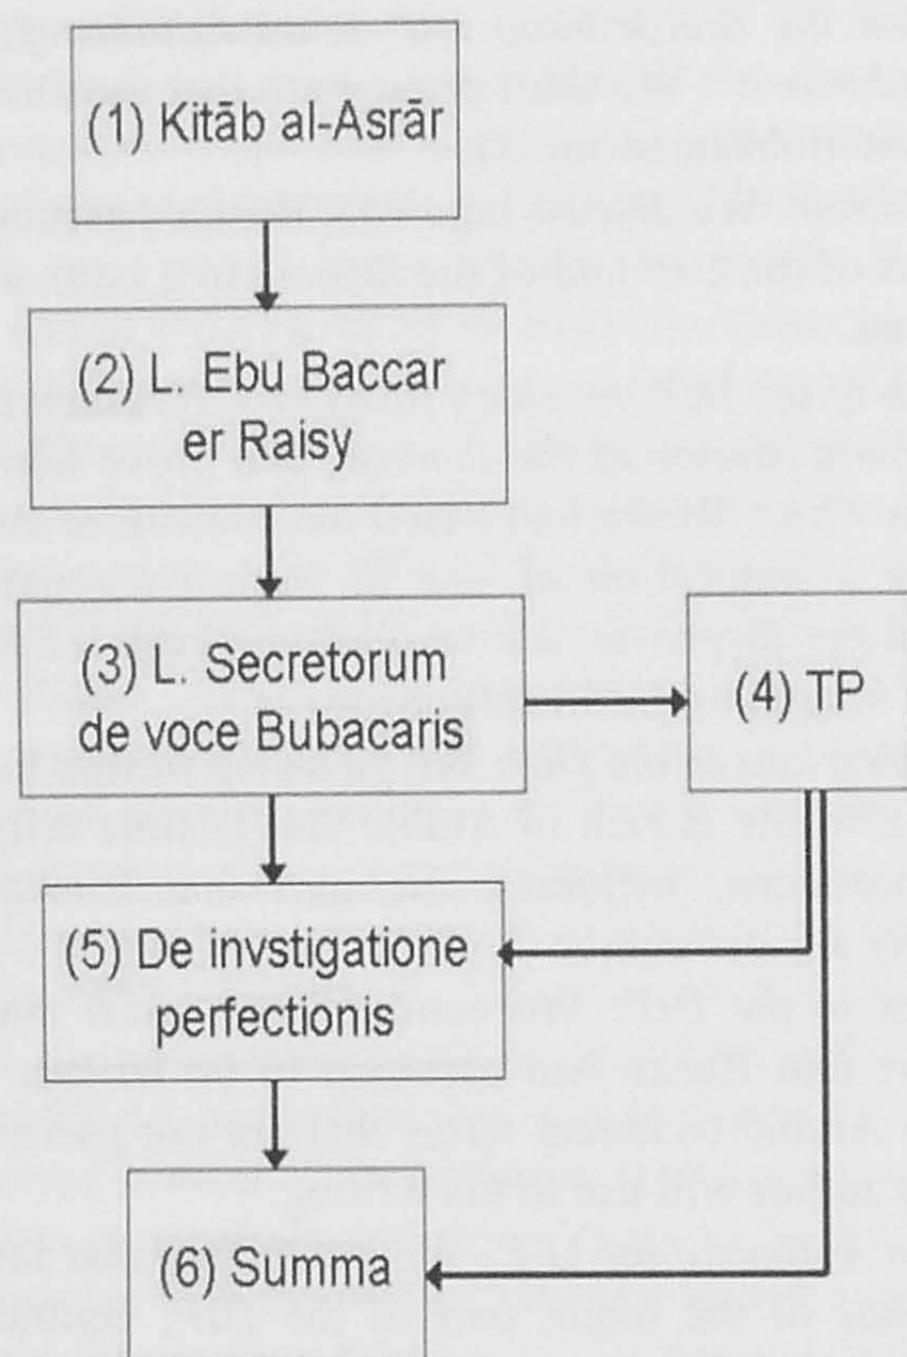 (1) Kitāb al-Asrār
(2) L. Ebu Baccar
er Raisy
(3) L. Secretorum
de voce Bubacaris
(4) TP
(5) De invstigatione
perfectionis
(6) Summa